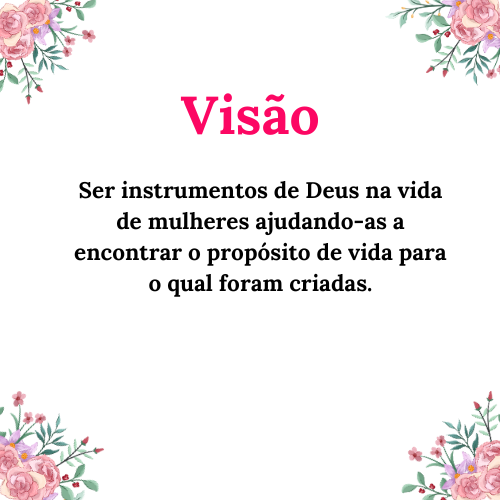 Visão
Ser instrumentos de Deus na vida
de mulheres ajudando-as a
encontrar o propósito de vida para
o qual foram criadas.